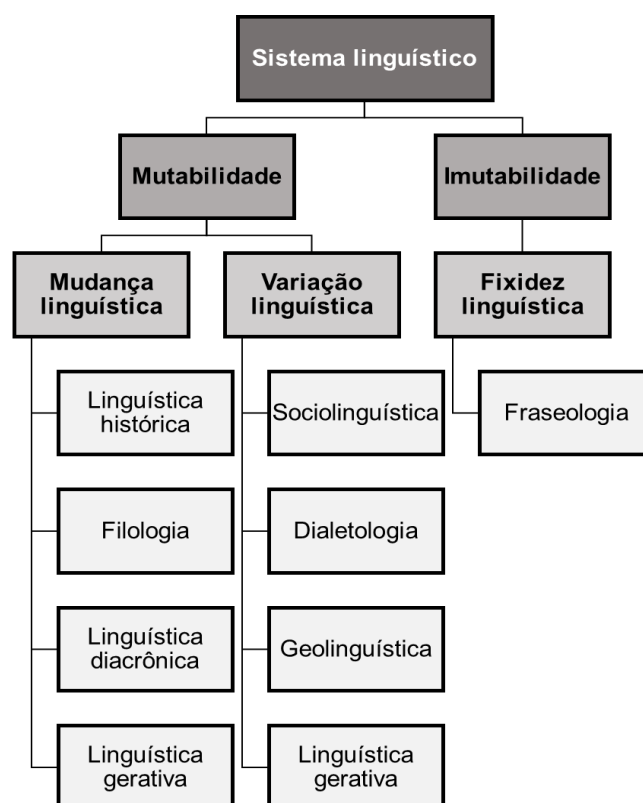 Sistema linguístico
Mutabilidade
Imutabilidade
Mudança
linguística
Variação
linguística
Fixidez
linguística
Linguística
histórica
Sociolinguística
Fraseologia
Filologia
Dialetologia
Linguística
diacrônica
Geolinguística
Linguística
gerativa
Linguística
gerativa